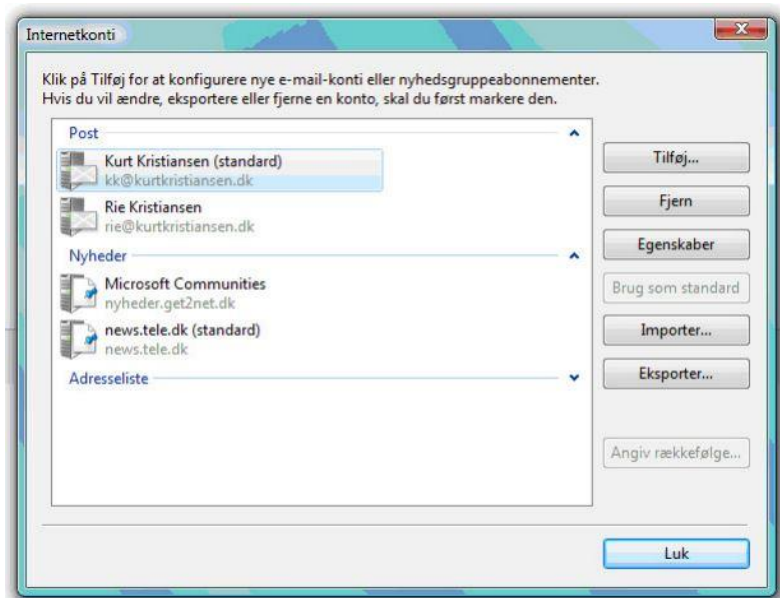 Internetkonti
Klik på Tilføj for at konfigurere nye e-mail-konti eller nyhedsgruppeabonnementer.
Hvis du vil ændre, eksportere eller fjerne en konto, skal du først markere den.
Post
Kurt Kristiansen (standard)
kk@kurtkristiansen.dk
Rie Kristiansen
rie@kurtkristiansen.dk
Nyheder
Microsoft Communities
nyheder.get2net.dk
news.tele.dk (standard)
news.tele.dk
Adresseliste
Tilføj...
Fjern
Egenskaber
Brug som standard
Importer...
Eksporter...
Angiv rækkefølge...
Luk